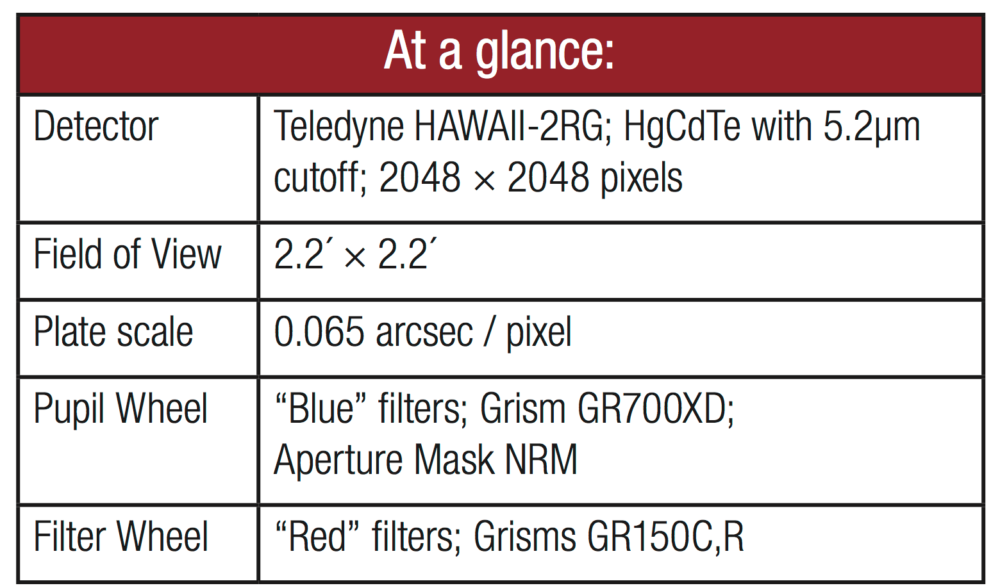 At a glance:
Detector
Teledyne HAWAII-2RG; HgCdTe with 5.2µm
cutoff; 2048 × 2048 pixels
Field of View
2.2´ × 2.2´
Plate scale
0.065 arcsec / pixel
Pupil Wheel
“Blue” filters; Grism GR700XD;
Aperture Mask NRM
Filter Wheel
“Red” filters; Grisms GR150C,R